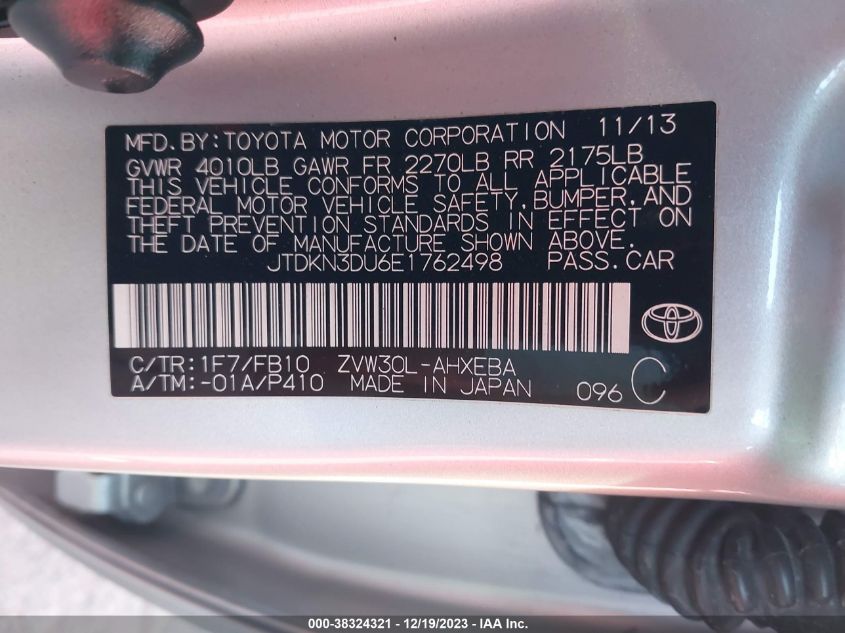 MFD.BY:TOYOTA MOTOR CORPORATION 11/13
GVWR 4010LB GAWR FR 2270LB RR 2175LB
THIS VEHICLE CONFORMS TO ALL APPLICABLE
FEDERAL MOTOR VEHICLE SAFETY,BUMPER,AND
THEFT PREVENTION STANDARDS IN EFFECT ON
THE DATE OF MANUFACTURE SHOWN ABOVE.
JTDKN3DU6E1762498 PASS.CAR
C/TR:1F7/FB10 ZVW30L-AHXEBA
A/TM:-01A/P410 MADE IN JAPAN 096 C
000-38324321 - 12/19/2023 - IAA Inc.